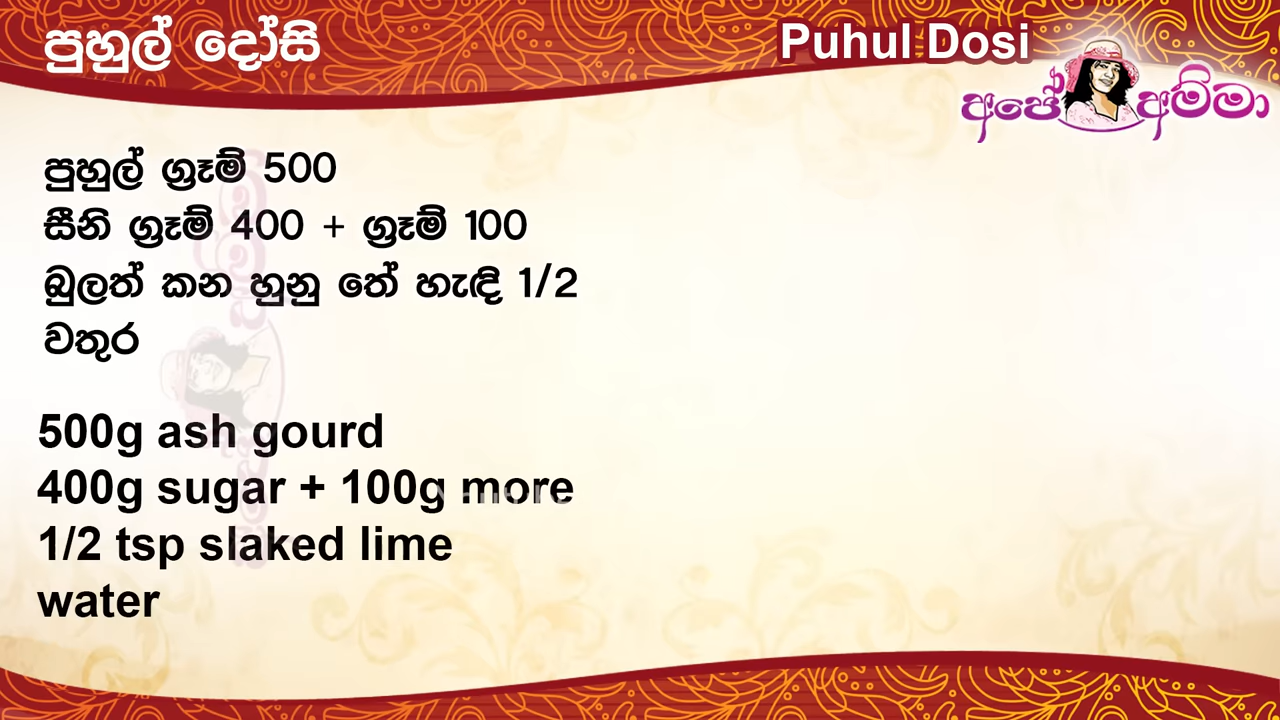 පුහුල් දෝසි
Puhul Dosi
අපේ අම්මා
පුහුල් ග්‍රෑම් 500
සීනි ග්‍රෑම් 400 + ග්‍රෑම් 100
බුලත් කන හුනු තේ හැඳි 1/2
වතුර
500g ash gourd
400g sugar + 100g more
1/2 tsp slaked lime
water